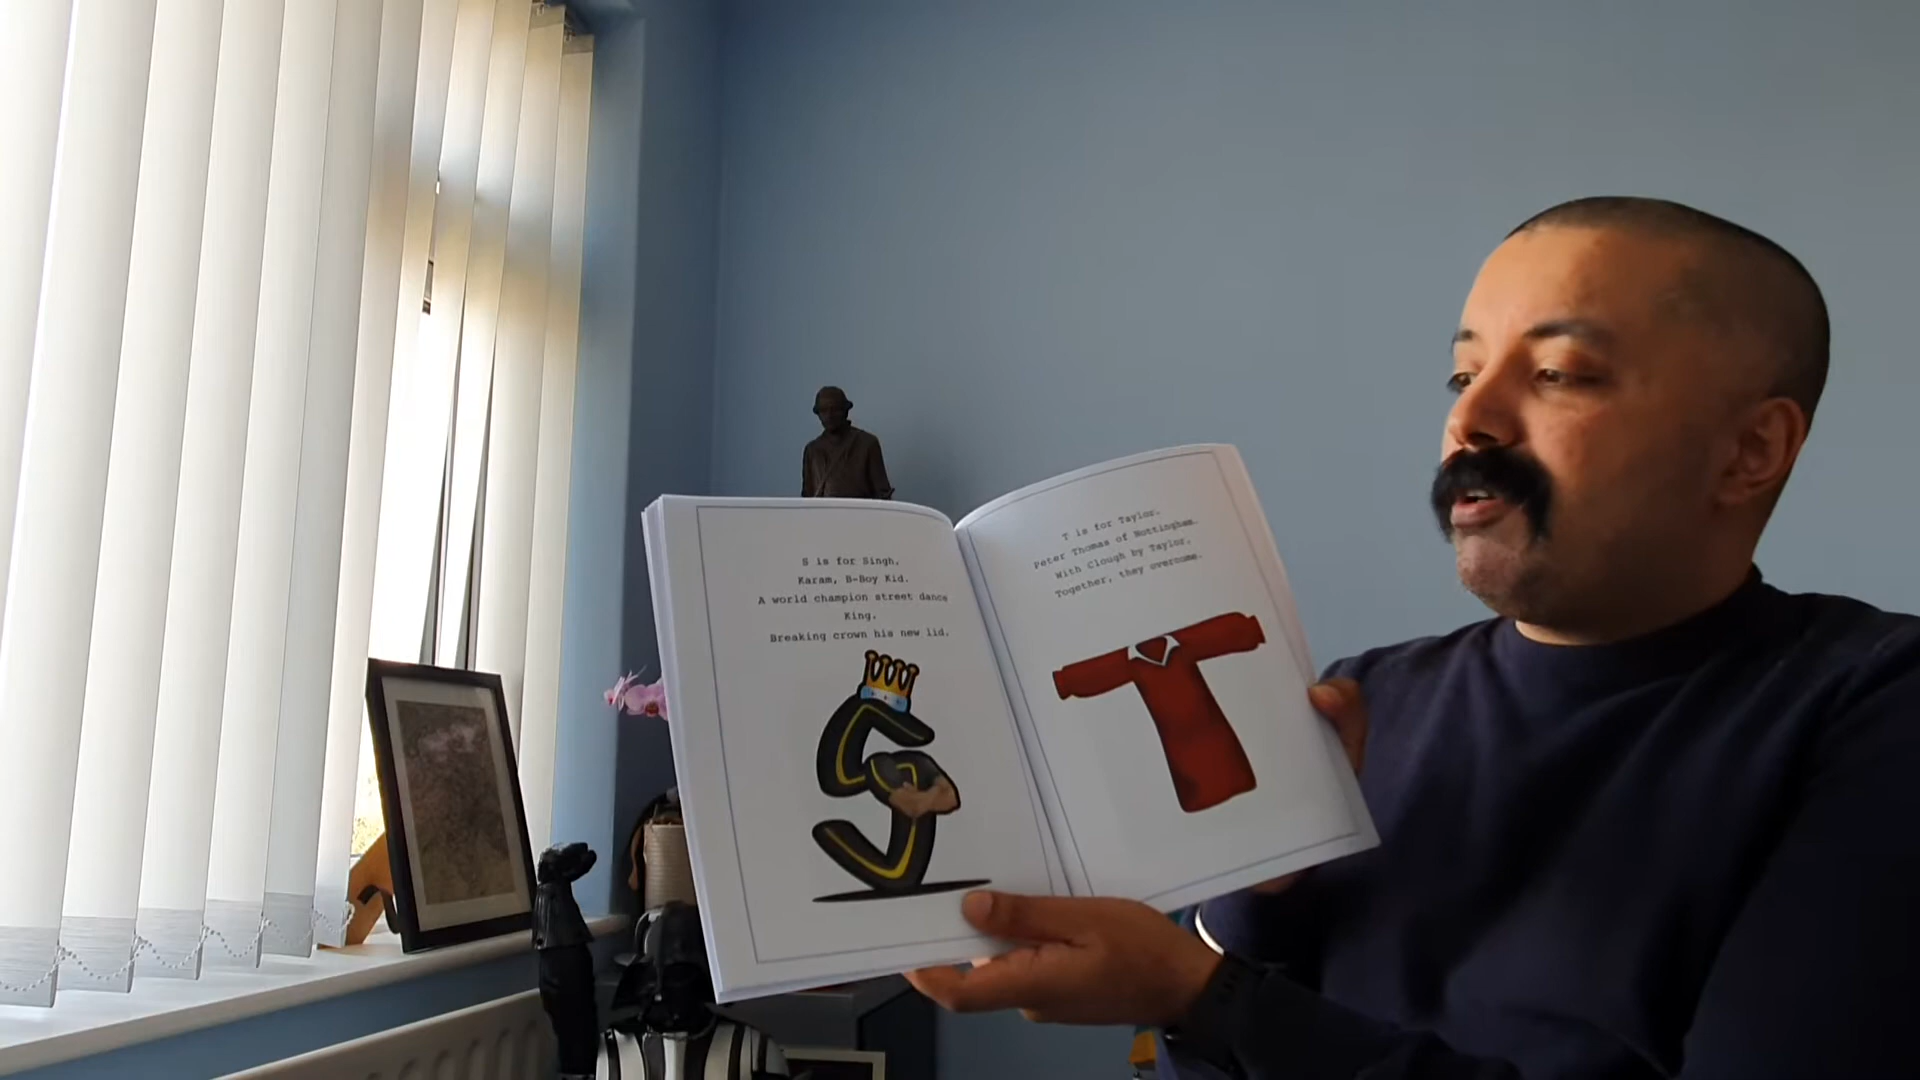 S is for Singh,
Karam, B-Boy Kid.
A world champion street dance
King.
Breaking crown his new lid.
T is for Taylor,
Peter Thomas of Nottingham.
With Clough by Taylor,
Together, they overcome.